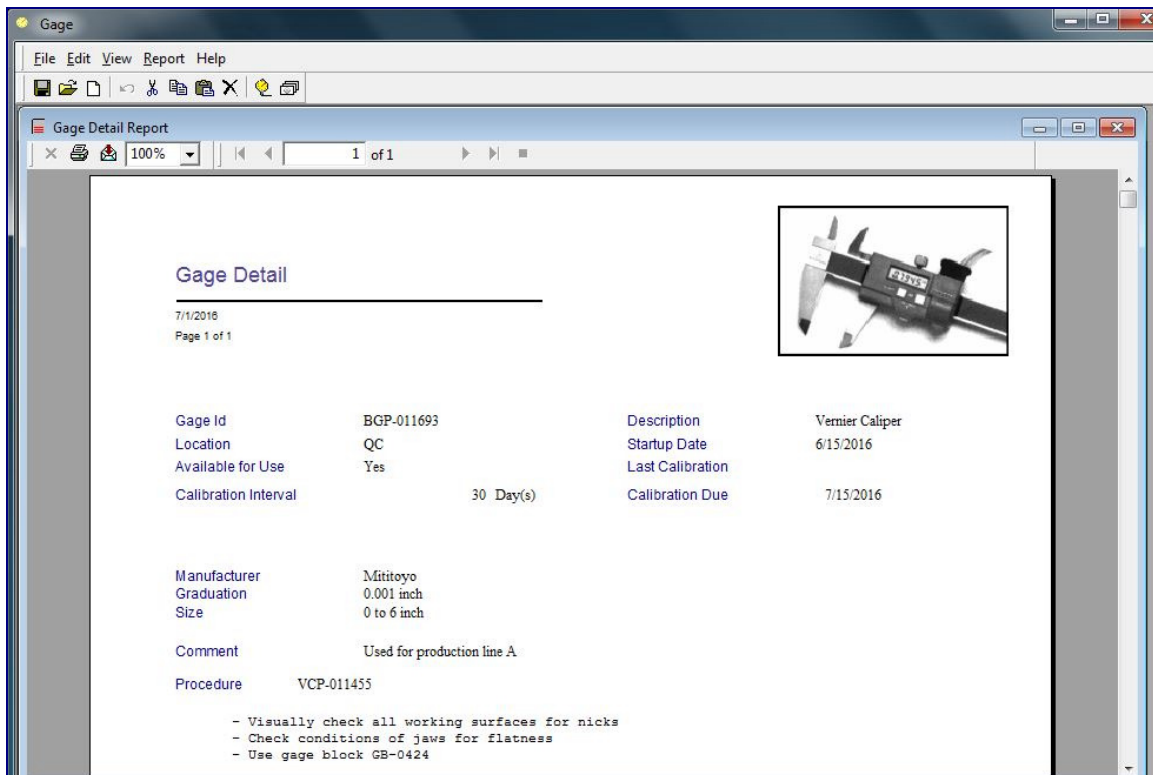 Gage
File Edit View Report Help
Gage Detail Report
100% 1 of 1
Gage Detail
7/1/2016
Page 1 of 1
Gage Id BGP-011693 Description Vernier Caliper
Location QC Startup Date 6/15/2016
Available for Use Yes Last Calibration
Calibration Interval 30 Day(s) Calibration Due 7/15/2016
Manufacturer Mititoyo
Graduation 0.001 inch
Size 0 to 6 inch
Comment Used for production line A
Procedure VCP-011455
- Visually check all working surfaces for nicks
- Check conditions of jaws for flatness
- Use gage block GB-0424